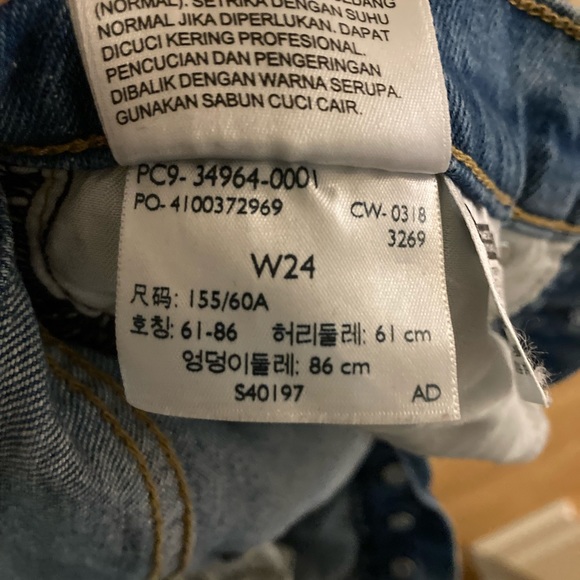 (NORMAL). SETRIKA DENGAN SUHU
NORMAL JIKA DIPERLUKAN. DAPAT
DICUCI KERING PROFESIONAL.
PENCUCIAN DAN PENGERINGAN
DIBALIK DENGAN WARNA SERUPA.
GUNAKAN SABUN CUCI CAIR.
PC9- 34964-0001
PO- 4100372969 CW- 0318
3269
W24
尺码: 155/60A
호칭: 61-86 허리둘레: 61 cm
엉덩이둘레: 86 cm
S40197 AD